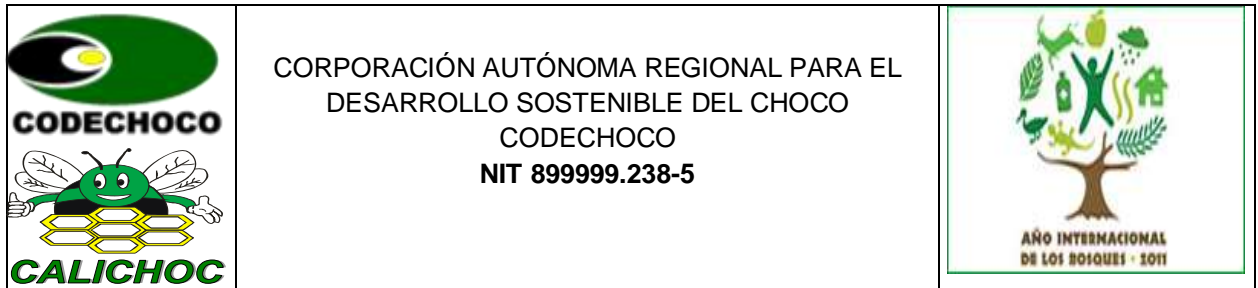 CODECHOCO
CALICHOC
CORPORACIÓN AUTÓNOMA REGIONAL PARA EL
DESARROLLO SOSTENIBLE DEL CHOCO
CODECHOCO
NIT 899999.238-5
AÑO INTERNACIONAL
DE LOS BOSQUES - 2011